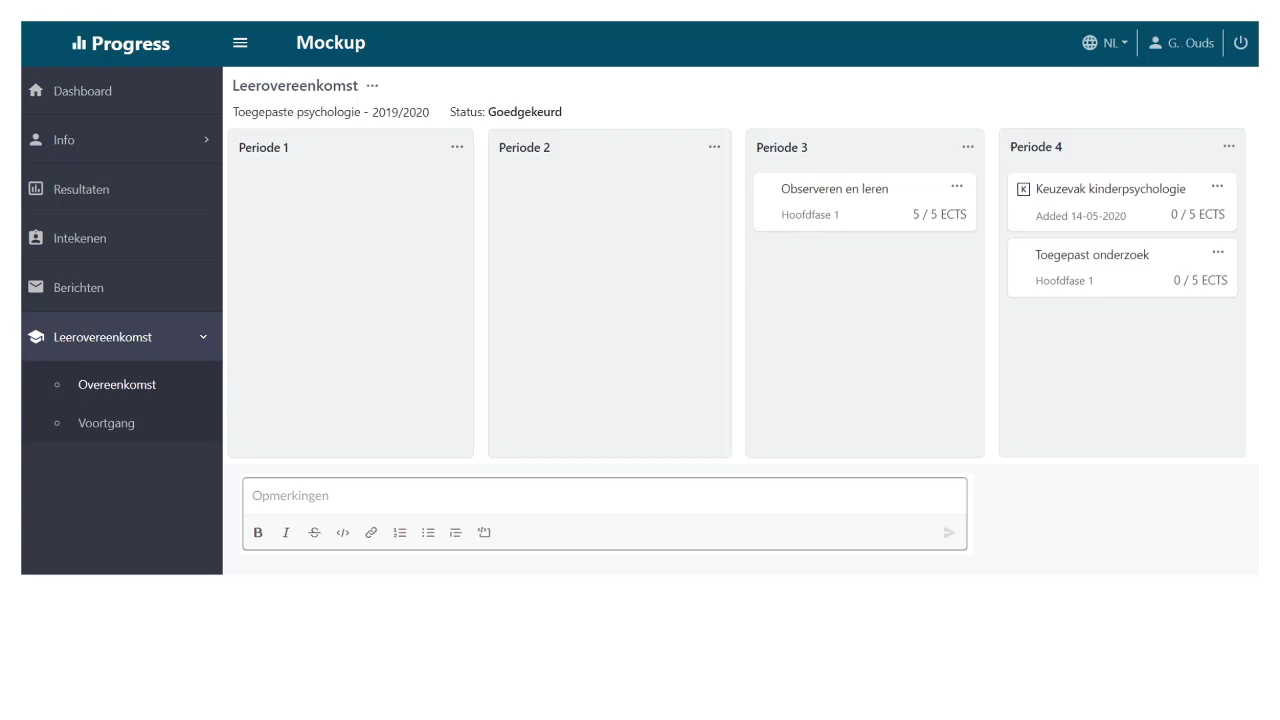 Progress
Mockup
NL
G. Ouds
Dashboard
Info
Resultaten
Intekenen
Berichten
Leerovereenkomst
Overeenkomst
Voortgang
Leerovereenkomst ...
Toegepaste psychologie - 2019/2020 Status: Goedgekeurd
Periode 1 ...
Periode 2 ...
Periode 3 ...
Observeren en leren ...
Hoofdfase 1 5 / 5 ECTS
Periode 4 ...
K Keuzevak kinderpsychologie ...
Added 14-05-2020 0 / 5 ECTS
Toegepast onderzoek ...
Hoofdfase 1 0 / 5 ECTS
Opmerkingen
B I S </>